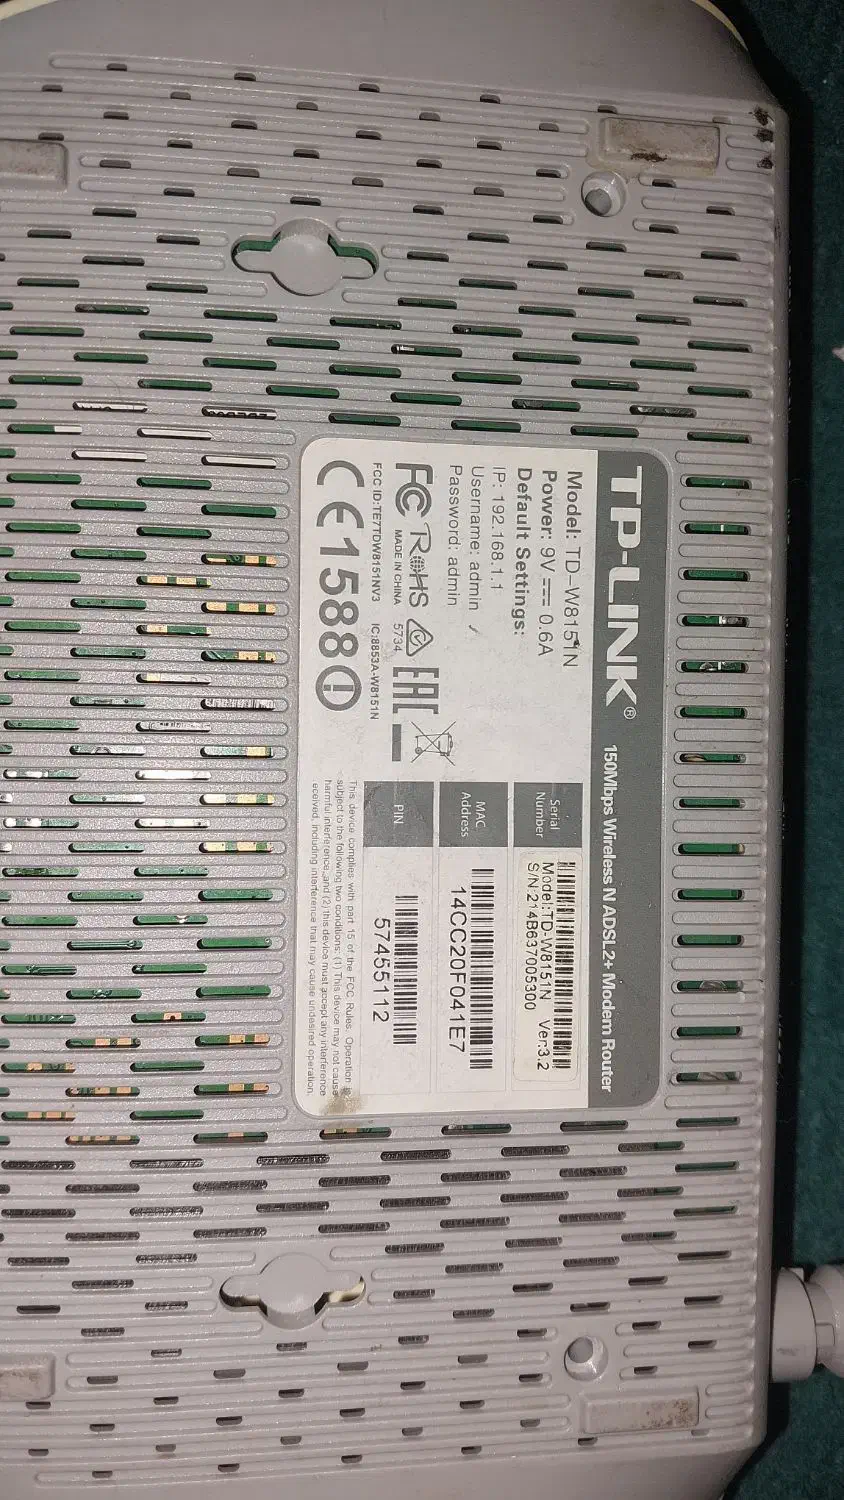 TP-LINK® 150Mbps Wireless N ADSL2+ Modem Router
Model: TD-W8151N
Power: 9V ⎓ 0.6A
Default Settings:
IP: 192.168.1.1
Username: admin
Password: admin
FC RoHS EAC
MADE IN CHINA 5734
FCC ID:TE7TDW8151NV3 IC:8853A-W8151N
CE1588
Serial Number
Model:TD-W8151N Ver:3.2
S/N:214B637005300
MAC Address
14CC20F041E7
PIN
57455112
This device complies with part 15 of the FCC Rules. Operation is
subject to the following two conditions: (1) This device may not cause
harmful interference, and (2) this device must accept any interference
received, including interference that may cause undesired operation.